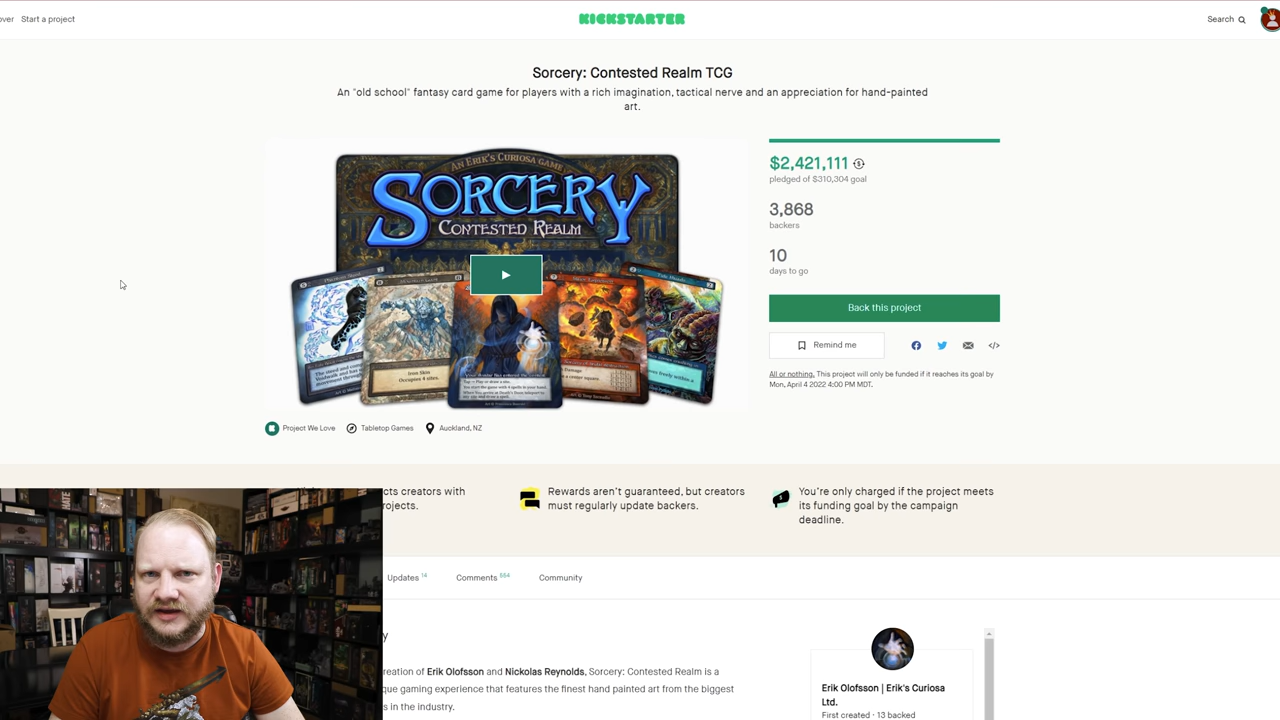 over Start a project
KICKSTARTER
Search
Sorcery: Contested Realm TCG
An "old school" fantasy card game for players with a rich imagination, tactical nerve and an appreciation for hand-painted
art.
AN ERIK'S CURIOSA GAME
SORCERY
CONTESTED REALM
Iron Skin
Occupies 4 sites.
$2,421,111
pledged of $310,304 goal
3,868
backers
10
days to go
Back this project
Remind me
All or nothing. This project will only be funded if it reaches its goal by
Mon, April 4 2022 4:00 PM MDT.
Project We Love Tabletop Games Auckland, NZ
cts creators with
rojects.
Rewards aren't guaranteed, but creators
must regularly update backers.
You're only charged if the project meets
its funding goal by the campaign
deadline.
Updates 14 Comments 564 Community
y
reation of Erik Olofsson and Nickolas Reynolds, Sorcery: Contested Realm is a
que gaming experience that features the finest hand painted art from the biggest
s in the industry.
Erik Olofsson | Erik's Curiosa
Ltd.
First created · 13 backed